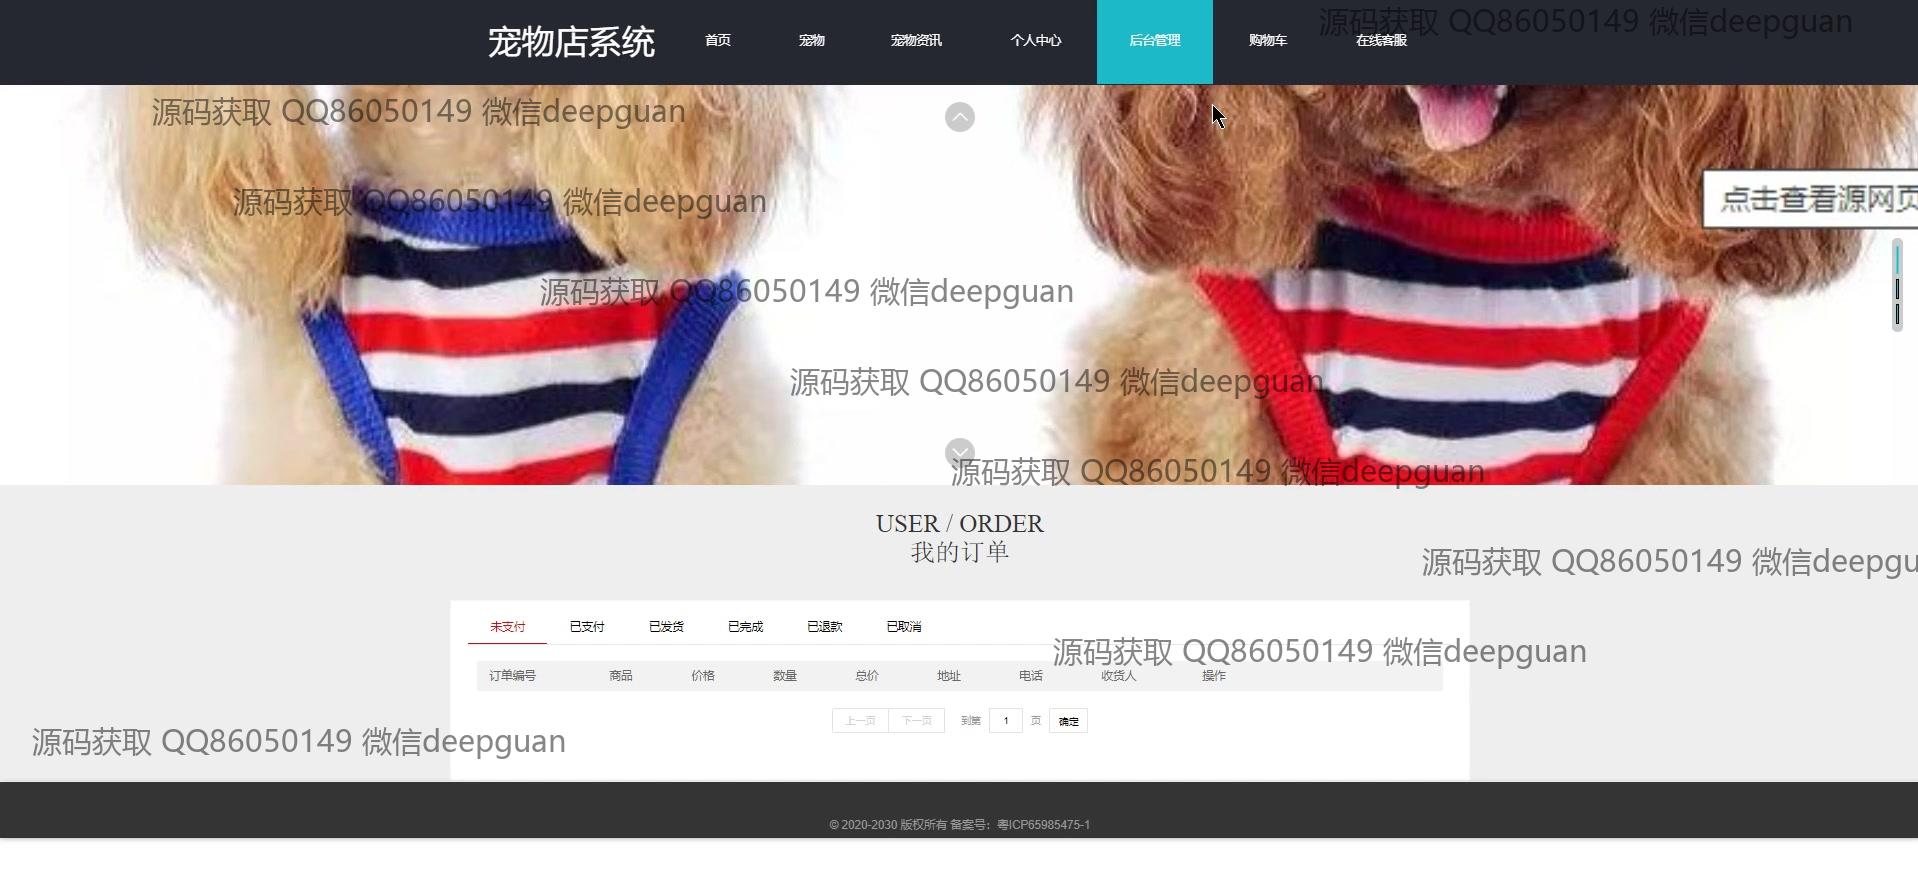 宠物店系统 首页 宠物 宠物资讯 个人中心 后台管理 购物车 在线客服
源码获取 QQ86050149 微信deepguan
源码获取 QQ86050149 微信deepguan
点击查看源网页
源码获取 QQ86050149 微信deepguan
源码获取 QQ86050149 微信deepguan
源码获取 QQ86050149 微信deepguan
源码获取 QQ86050149 微信deepguan
USER / ORDER
我的订单
源码获取 QQ86050149 微信deepgu
未支付 已支付 已发货 已完成 已退款 已取消
源码获取 QQ86050149 微信deepguan
订单编号 商品 价格 数量 总价 地址 电话 收货人 操作
上一页 下一页 到第 1 页 确定
源码获取 QQ86050149 微信deepguan
© 2020-2030 版权所有 备案号：粤ICP65985475-1